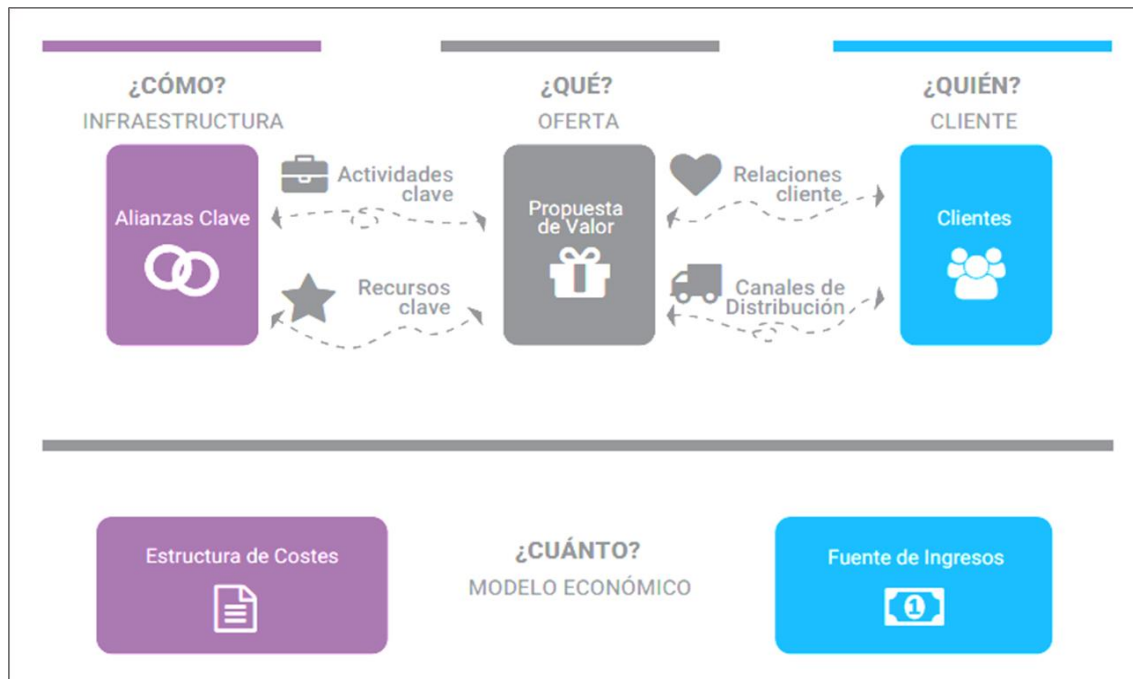 ¿CÓMO?
INFRAESTRUCTURA
¿QUÉ?
OFERTA
¿QUIÉN?
CLIENTE
Alianzas Clave
Actividades
clave
Recursos
clave
Propuesta
de Valor
Relaciones
cliente
Canales de
Distribución
Clientes
Estructura de Costes
¿CUÁNTO?
MODELO ECONÓMICO
Fuente de Ingresos
1